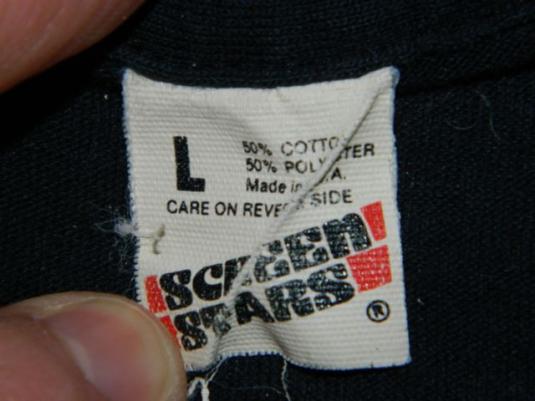 L
50% COTTON
50% POLYESTER
Made in U.S.A.
CARE ON REVERSE SIDE
SCREEN
STARS
®